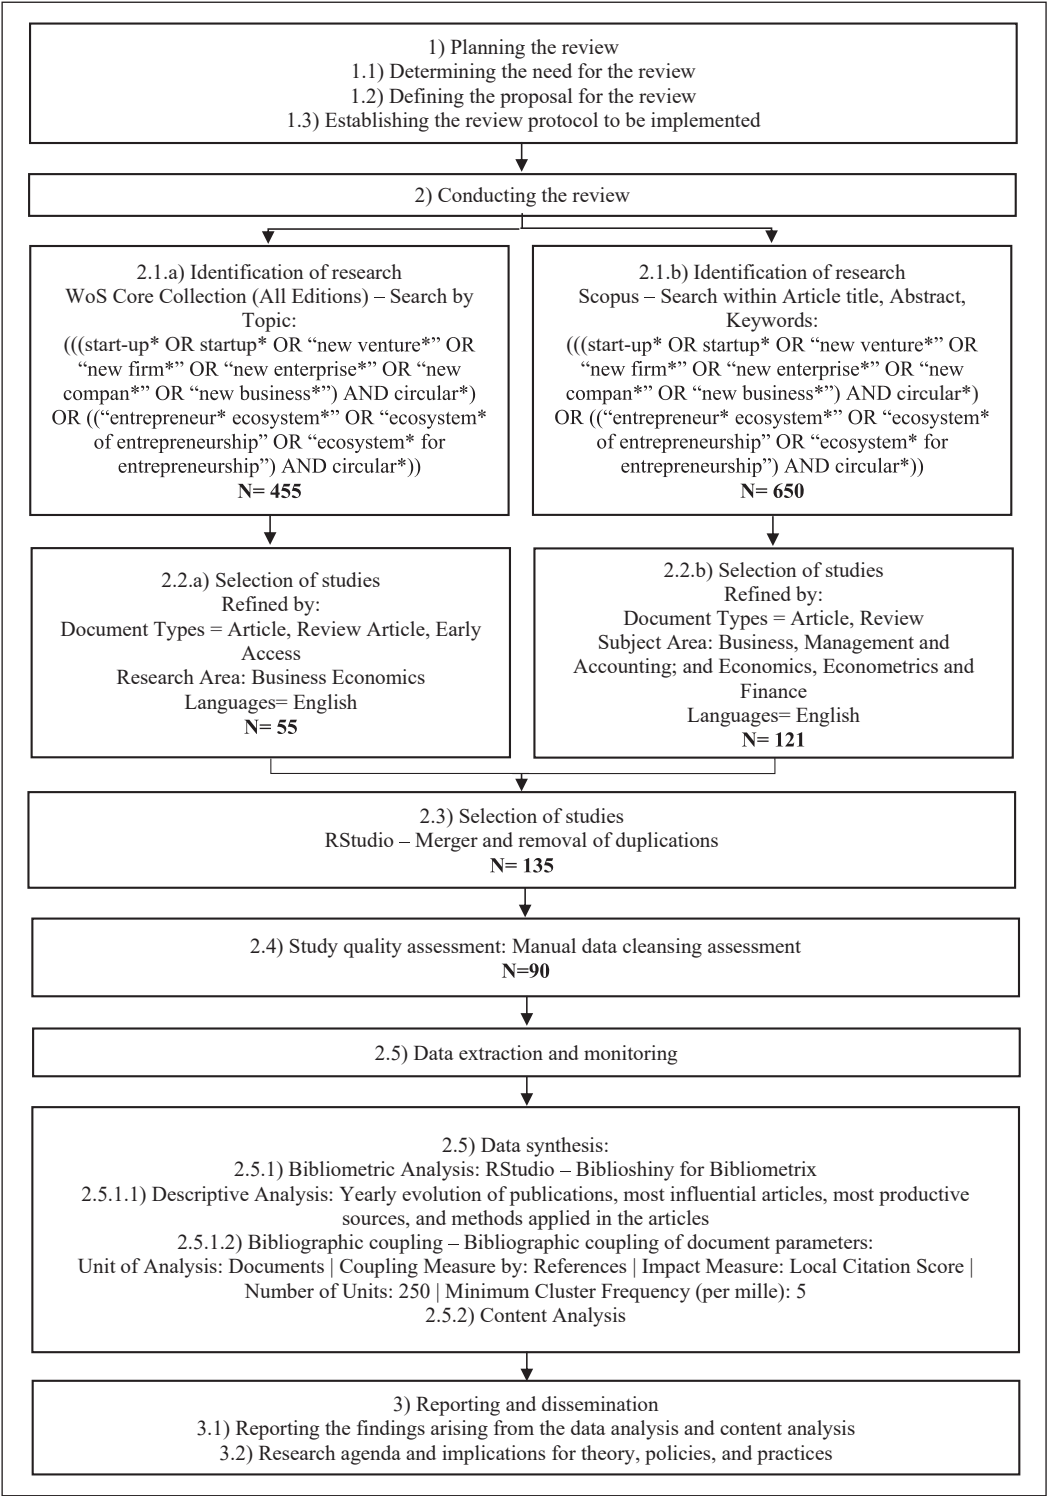 1) Planning the review
1.1) Determining the need for the review
1.2) Defining the proposal for the review
1.3) Establishing the review protocol to be implemented
2) Conducting the review
2.1.a) Identification of research
WoS Core Collection (All Editions) – Search by
Topic:
(((start-up* OR startup* OR “new venture*” OR
“new firm*” OR “new enterprise*” OR “new
compan*” OR “new business*”) AND circular*)
OR ((“entrepreneur* ecosystem*” OR “ecosystem*
of entrepreneurship” OR “ecosystem* for
entrepreneurship”) AND circular*))
N= 455
2.1.b) Identification of research
Scopus – Search within Article title, Abstract,
Keywords:
(((start-up* OR startup* OR “new venture*” OR
“new firm*” OR “new enterprise*” OR “new
compan*” OR “new business*”) AND circular*)
OR ((“entrepreneur* ecosystem*” OR “ecosystem*
of entrepreneurship” OR “ecosystem* for
entrepreneurship”) AND circular*))
N= 650
2.2.a) Selection of studies
Refined by:
Document Types = Article, Review Article, Early
Access
Research Area: Business Economics
Languages= English
N= 55
2.2.b) Selection of studies
Refined by:
Document Types = Article, Review
Subject Area: Business, Management and
Accounting; and Economics, Econometrics and
Finance
Languages= English
N= 121
2.3) Selection of studies
RStudio – Merger and removal of duplications
N= 135
2.4) Study quality assessment: Manual data cleansing assessment
N=90
2.5) Data extraction and monitoring
2.5) Data synthesis:
2.5.1) Bibliometric Analysis: RStudio – Biblioshiny for Bibliometrix
2.5.1.1) Descriptive Analysis: Yearly evolution of publications, most influential articles, most productive
sources, and methods applied in the articles
2.5.1.2) Bibliographic coupling – Bibliographic coupling of document parameters:
Unit of Analysis: Documents | Coupling Measure by: References | Impact Measure: Local Citation Score |
Number of Units: 250 | Minimum Cluster Frequency (per mille): 5
2.5.2) Content Analysis
3) Reporting and dissemination
3.1) Reporting the findings arising from the data analysis and content analysis
3.2) Research agenda and implications for theory, policies, and practices